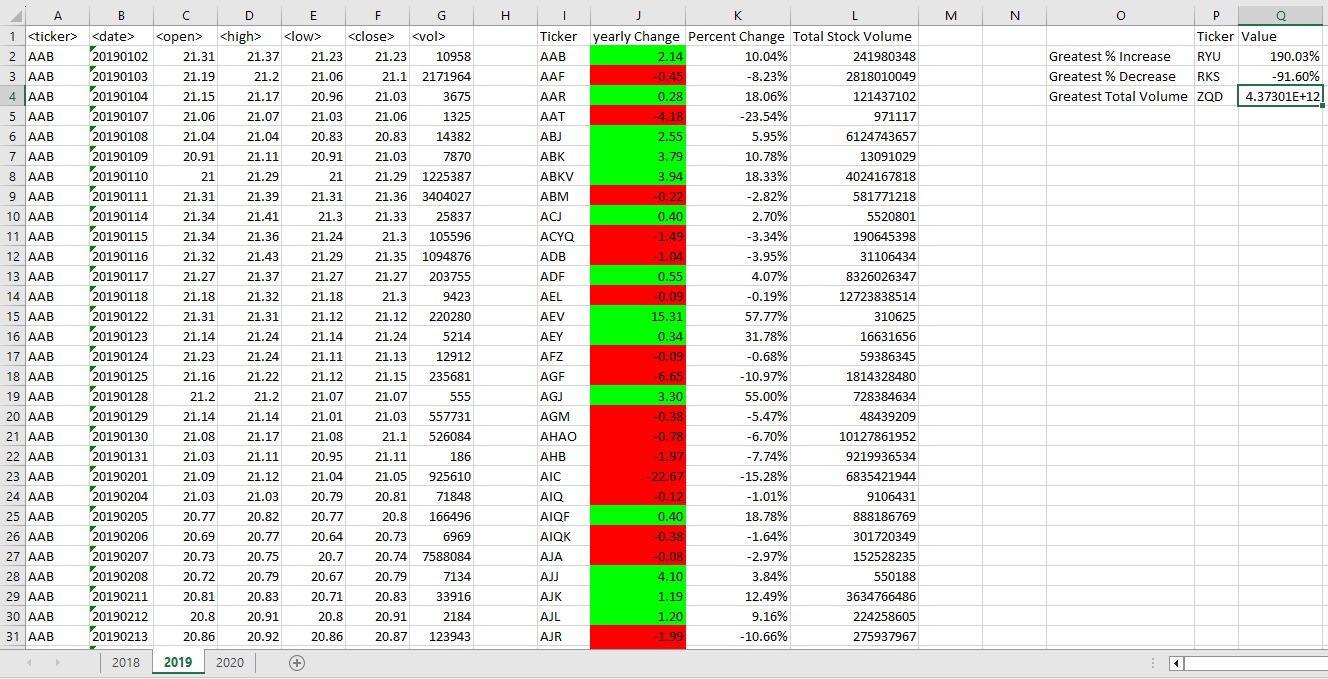 A B C D E F G H I J K L M N O P Q
1 <ticker> <date> <open> <high> <low> <close> <vol> Ticker yearly Change Percent Change Total Stock Volume Ticker Value
2 AAB 20190102 21.31 21.37 21.23 21.23 10958 AAB 2.14 10.04% 241980348 Greatest % Increase RYU 190.03%
3 AAB 20190103 21.19 21.2 21.06 21.1 2171964 AAF -0.45 -8.23% 2818010049 Greatest % Decrease RKS -91.60%
4 AAB 20190104 21.15 21.17 20.96 21.03 3675 AAR 0.28 18.06% 121437102 Greatest Total Volume ZQD 4.37301E+12
5 AAB 20190107 21.06 21.07 21.03 21.06 1325 AAT -4.18 -23.54% 971117
6 AAB 20190108 21.04 21.04 20.83 20.83 14382 ABJ 2.55 5.95% 6124743657
7 AAB 20190109 20.91 21.11 20.91 21.03 7870 ABK 3.79 10.78% 13091029
8 AAB 20190110 21 21.29 21 21.29 1225387 ABKV 3.94 18.33% 4024167818
9 AAB 20190111 21.31 21.39 21.31 21.36 3404027 ABM -0.22 -2.82% 581771218
10 AAB 20190114 21.34 21.41 21.3 21.33 25837 ACJ 0.40 2.70% 5520801
11 AAB 20190115 21.34 21.36 21.24 21.3 105596 ACYQ -1.49 -3.34% 190645398
12 AAB 20190116 21.32 21.43 21.29 21.35 1094876 ADB -1.04 -3.95% 31106434
13 AAB 20190117 21.27 21.37 21.27 21.27 203755 ADF 0.55 4.07% 8326026347
14 AAB 20190118 21.18 21.32 21.18 21.3 9423 AEL -0.09 -0.19% 12723838514
15 AAB 20190122 21.31 21.31 21.12 21.12 220280 AEV 15.31 57.77% 310625
16 AAB 20190123 21.14 21.24 21.14 21.24 5214 AEY 0.34 31.78% 16631656
17 AAB 20190124 21.23 21.24 21.11 21.13 12912 AFZ -0.09 -0.68% 59386345
18 AAB 20190125 21.16 21.22 21.12 21.15 235681 AGF -6.65 -10.97% 1814328480
19 AAB 20190128 21.2 21.2 21.07 21.07 555 AGJ 3.30 55.00% 728384634
20 AAB 20190129 21.14 21.14 21.01 21.03 557731 AGM -0.38 -5.47% 48439209
21 AAB 20190130 21.08 21.17 21.08 21.1 526084 AHAO -0.78 -6.70% 10127861952
22 AAB 20190131 21.03 21.11 20.95 21.11 186 AHB -1.97 -7.74% 9219936534
23 AAB 20190201 21.09 21.12 21.04 21.05 925610 AIC -22.67 -15.28% 6835421944
24 AAB 20190204 21.03 21.03 20.79 20.81 71848 AIQ -0.12 -1.01% 9106431
25 AAB 20190205 20.77 20.82 20.77 20.8 166496 AIQF 0.40 18.78% 888186769
26 AAB 20190206 20.69 20.77 20.64 20.73 6969 AIQK -0.38 -1.64% 301720349
27 AAB 20190207 20.73 20.75 20.7 20.74 7588084 AJA -0.08 -2.97% 152528235
28 AAB 20190208 20.72 20.79 20.67 20.79 7134 AJJ 4.10 3.84% 550188
29 AAB 20190211 20.81 20.83 20.71 20.83 33916 AJK 1.19 12.49% 3634766486
30 AAB 20190212 20.8 20.91 20.8 20.91 2184 AJL 1.20 9.16% 224258605
31 AAB 20190213 20.86 20.92 20.86 20.87 123943 AJR -1.99 -10.66% 275937967
2018 2019 2020